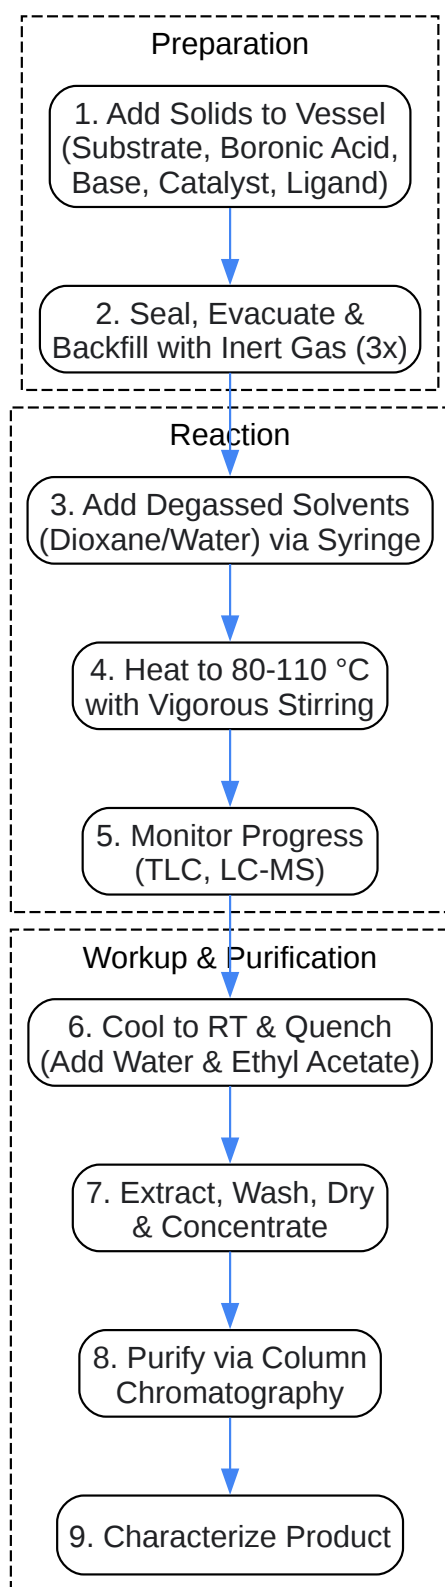 Preparation
1. Add Solids to Vessel
(Substrate, Boronic Acid,
Base, Catalyst, Ligand)
2. Seal, Evacuate &
Backfill with Inert Gas (3x)
Reaction
3. Add Degassed Solvents
(Dioxane/Water) via Syringe
4. Heat to 80-110 °C
with Vigorous Stirring
5. Monitor Progress
(TLC, LC-MS)
Workup & Purification
6. Cool to RT & Quench
(Add Water & Ethyl Acetate)
7. Extract, Wash, Dry
& Concentrate
8. Purify via Column
Chromatography
9. Characterize Product